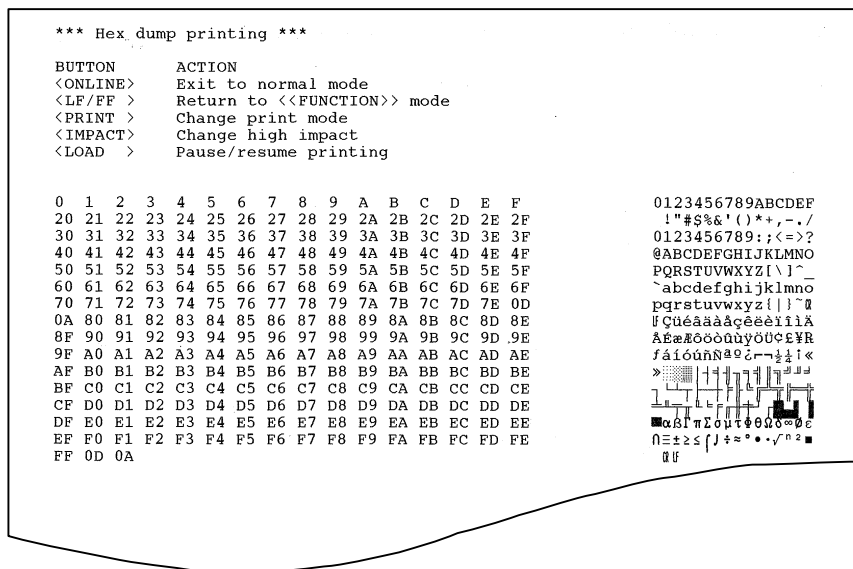 *** Hex dump printing ***
BUTTON ACTION
<ONLINE> Exit to normal mode
<LF/FF > Return to <<FUNCTION>> mode
<PRINT > Change print mode
<IMPACT> Change high impact
<LOAD > Pause/resume printing
0 1 2 3 4 5 6 7 8 9 A B C D E F 0123456789ABCDEF
20 21 22 23 24 25 26 27 28 29 2A 2B 2C 2D 2E 2F !"#$%&'()*+,-./
30 31 32 33 34 35 36 37 38 39 3A 3B 3C 3D 3E 3F 0123456789:;<=>?
40 41 42 43 44 45 46 47 48 49 4A 4B 4C 4D 4E 4F @ABCDEFGHIJKLMNO
50 51 52 53 54 55 56 57 58 59 5A 5B 5C 5D 5E 5F PQRSTUVWXYZ[\]^_
60 61 62 63 64 65 66 67 68 69 6A 6B 6C 6D 6E 6F `abcdefghijklmno
70 71 72 73 74 75 76 77 78 79 7A 7B 7C 7D 7E 0D pqrstuvwxyz{|}~CR
0A 80 81 82 83 84 85 86 87 88 89 8A 8B 8C 8D 8E LFÇüéâäàåçêëèïîìÄ
8F 90 91 92 93 94 95 96 97 98 99 9A 9B 9C 9D .9E ÅÉæÆôöòûùÿÖÜ¢£¥₧
9F A0 A1 A2 A3 A4 A5 A6 A7 A8 A9 AA AB AC AD AE ƒáíóúñÑªº¿⌐¬½¼¡«
AF B0 B1 B2 B3 B4 B5 B6 B7 B8 B9 BA BB BC BD BE »░▒▓│┤╡╢╖╕╣║╗╝╜╛
BF C0 C1 C2 C3 C4 C5 C6 C7 C8 C9 CA CB CC CD CE ┐└┴┬├─┼╞╟╚╔╩╦╠═╬
CF D0 D1 D2 D3 D4 D5 D6 D7 D8 D9 DA DB DC DD DE ╧╨╤╥╙╘╒╓╫╪┘┌█▄▌▐
DF E0 E1 E2 E3 E4 E5 E6 E7 E8 E9 EA EB EC ED EE ▀αßΓπΣσµτΦθΩδ∞Øε
EF F0 F1 F2 F3 F4 F5 F6 F7 F8 F9 FA FB FC FD FE ∩≡±≥≤⌠⌡÷≈°•·√ⁿ²■
FF 0D 0A CR LF